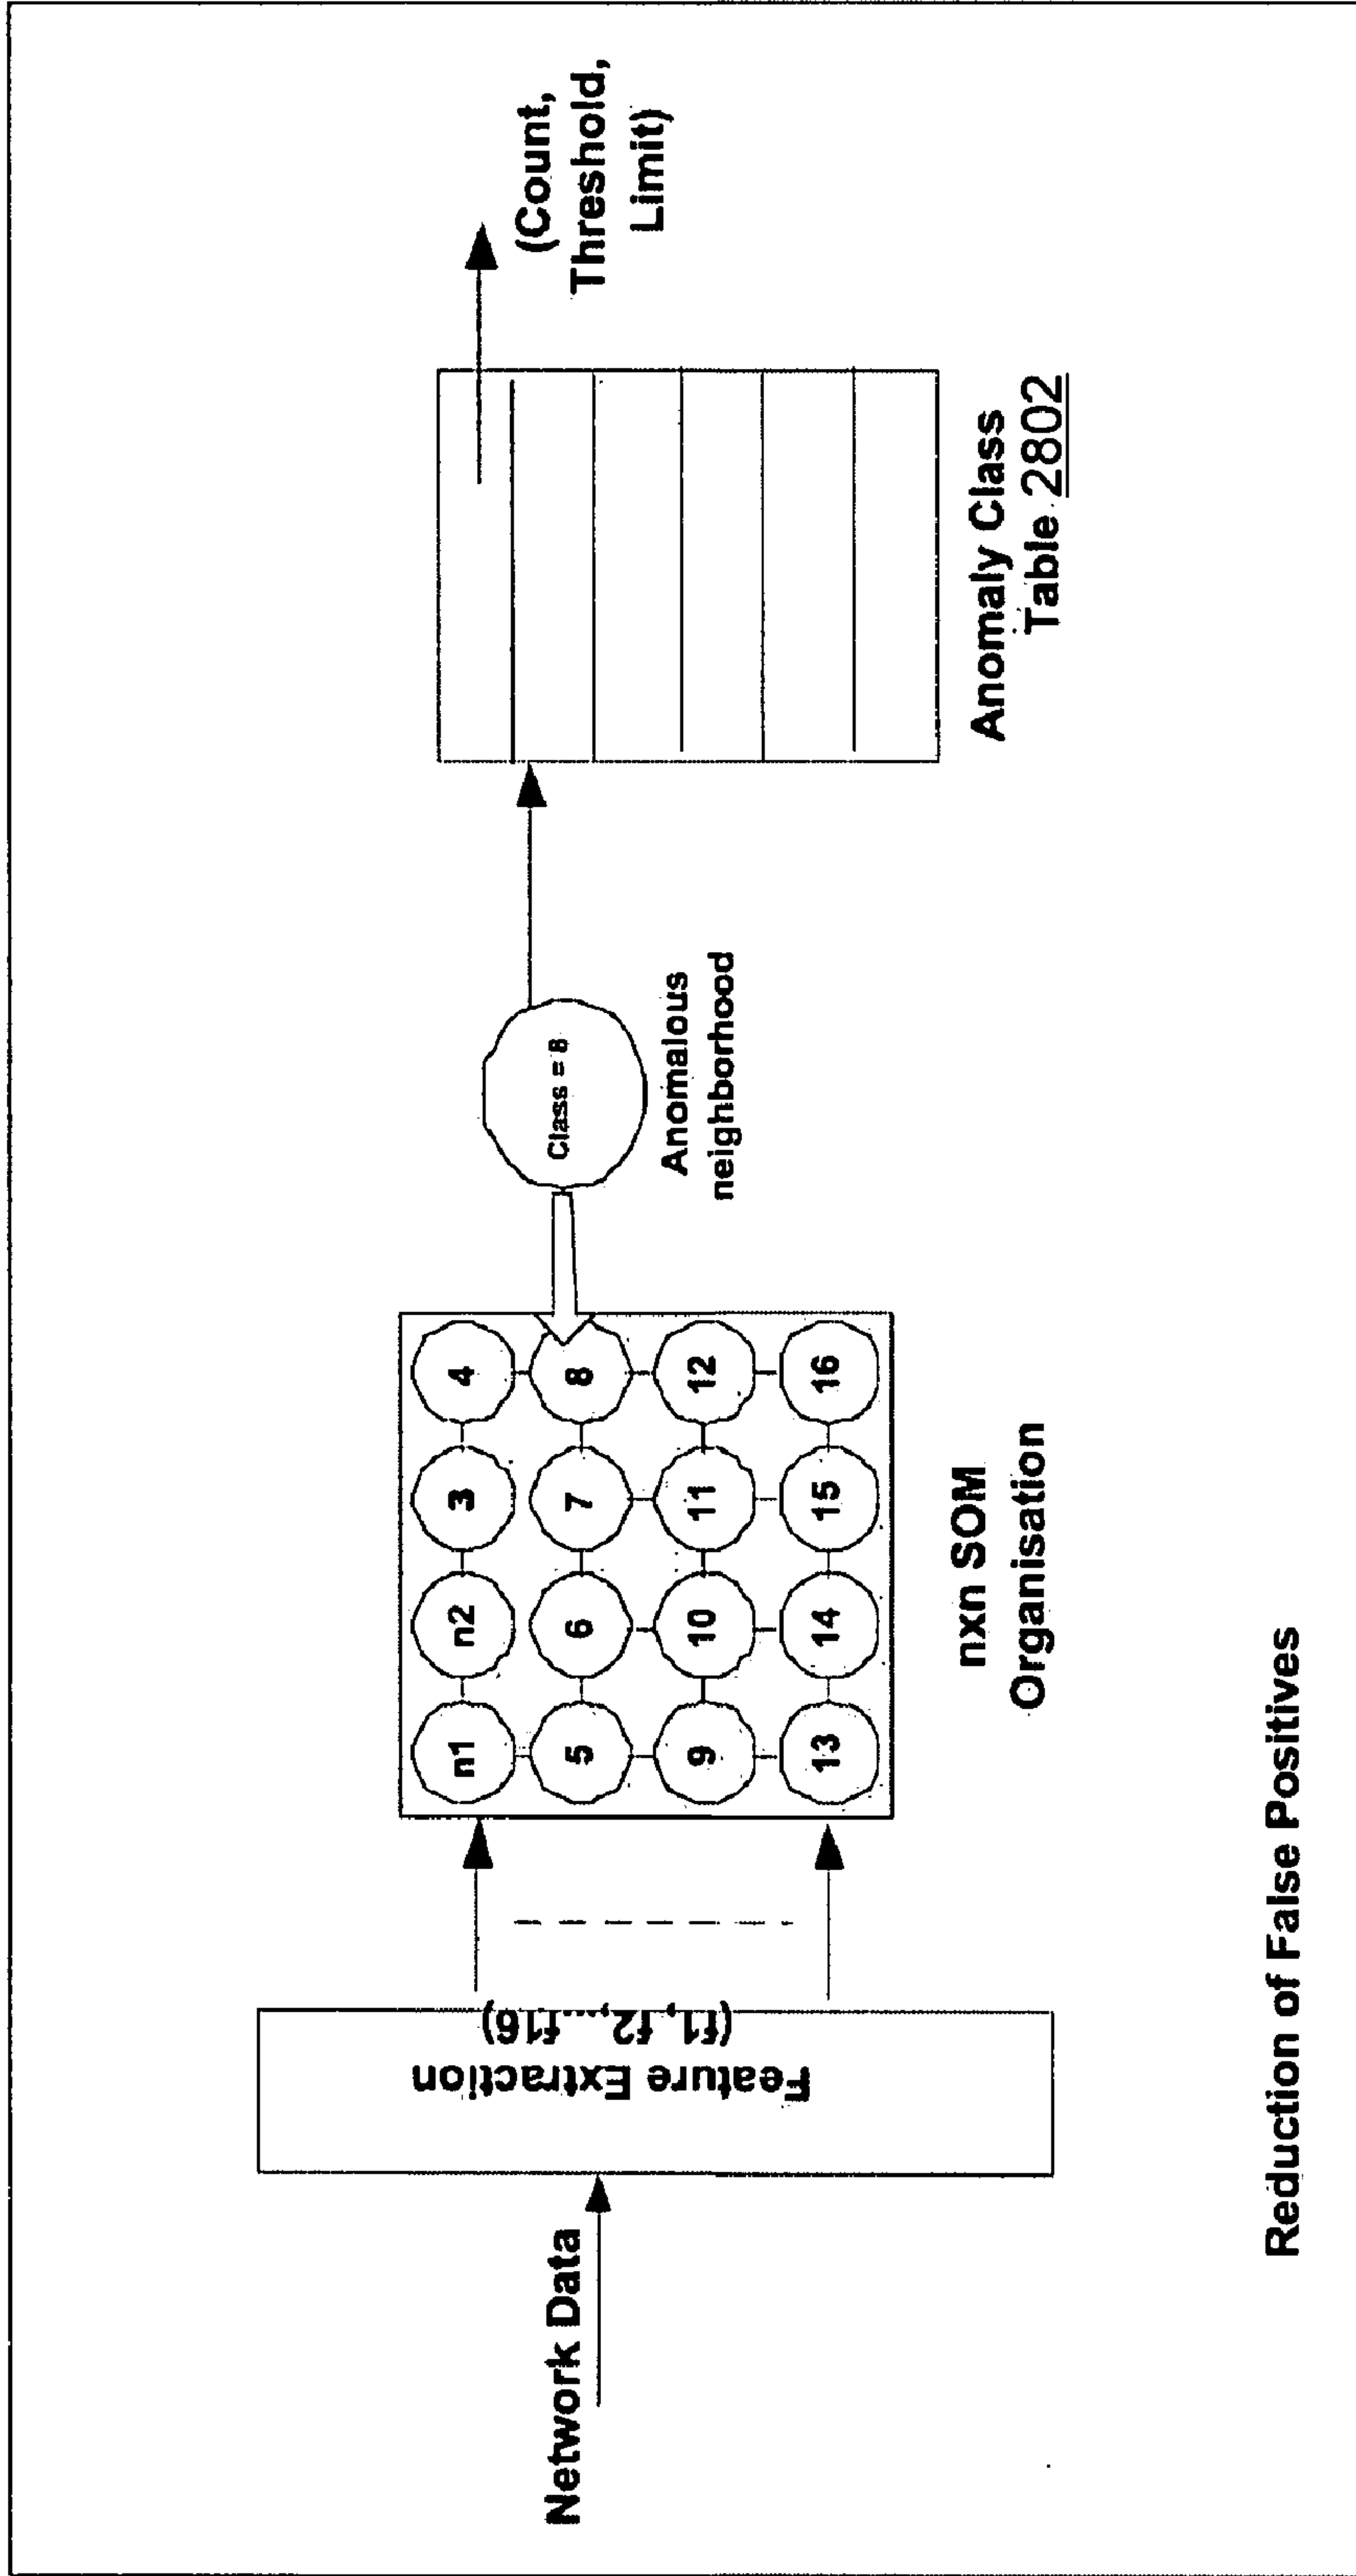 Network Data
Feature Extraction
(f1, f2,...f16)
n1 n2 3 4
5 6 7 8
9 10 11 12
13 14 15 16
nxn SOM
Organisation
Class = 8
Anomalous
neighborhood
Anomaly Class
Table 2802
(Count,
Threshold,
Limit)
Reduction of False Positives